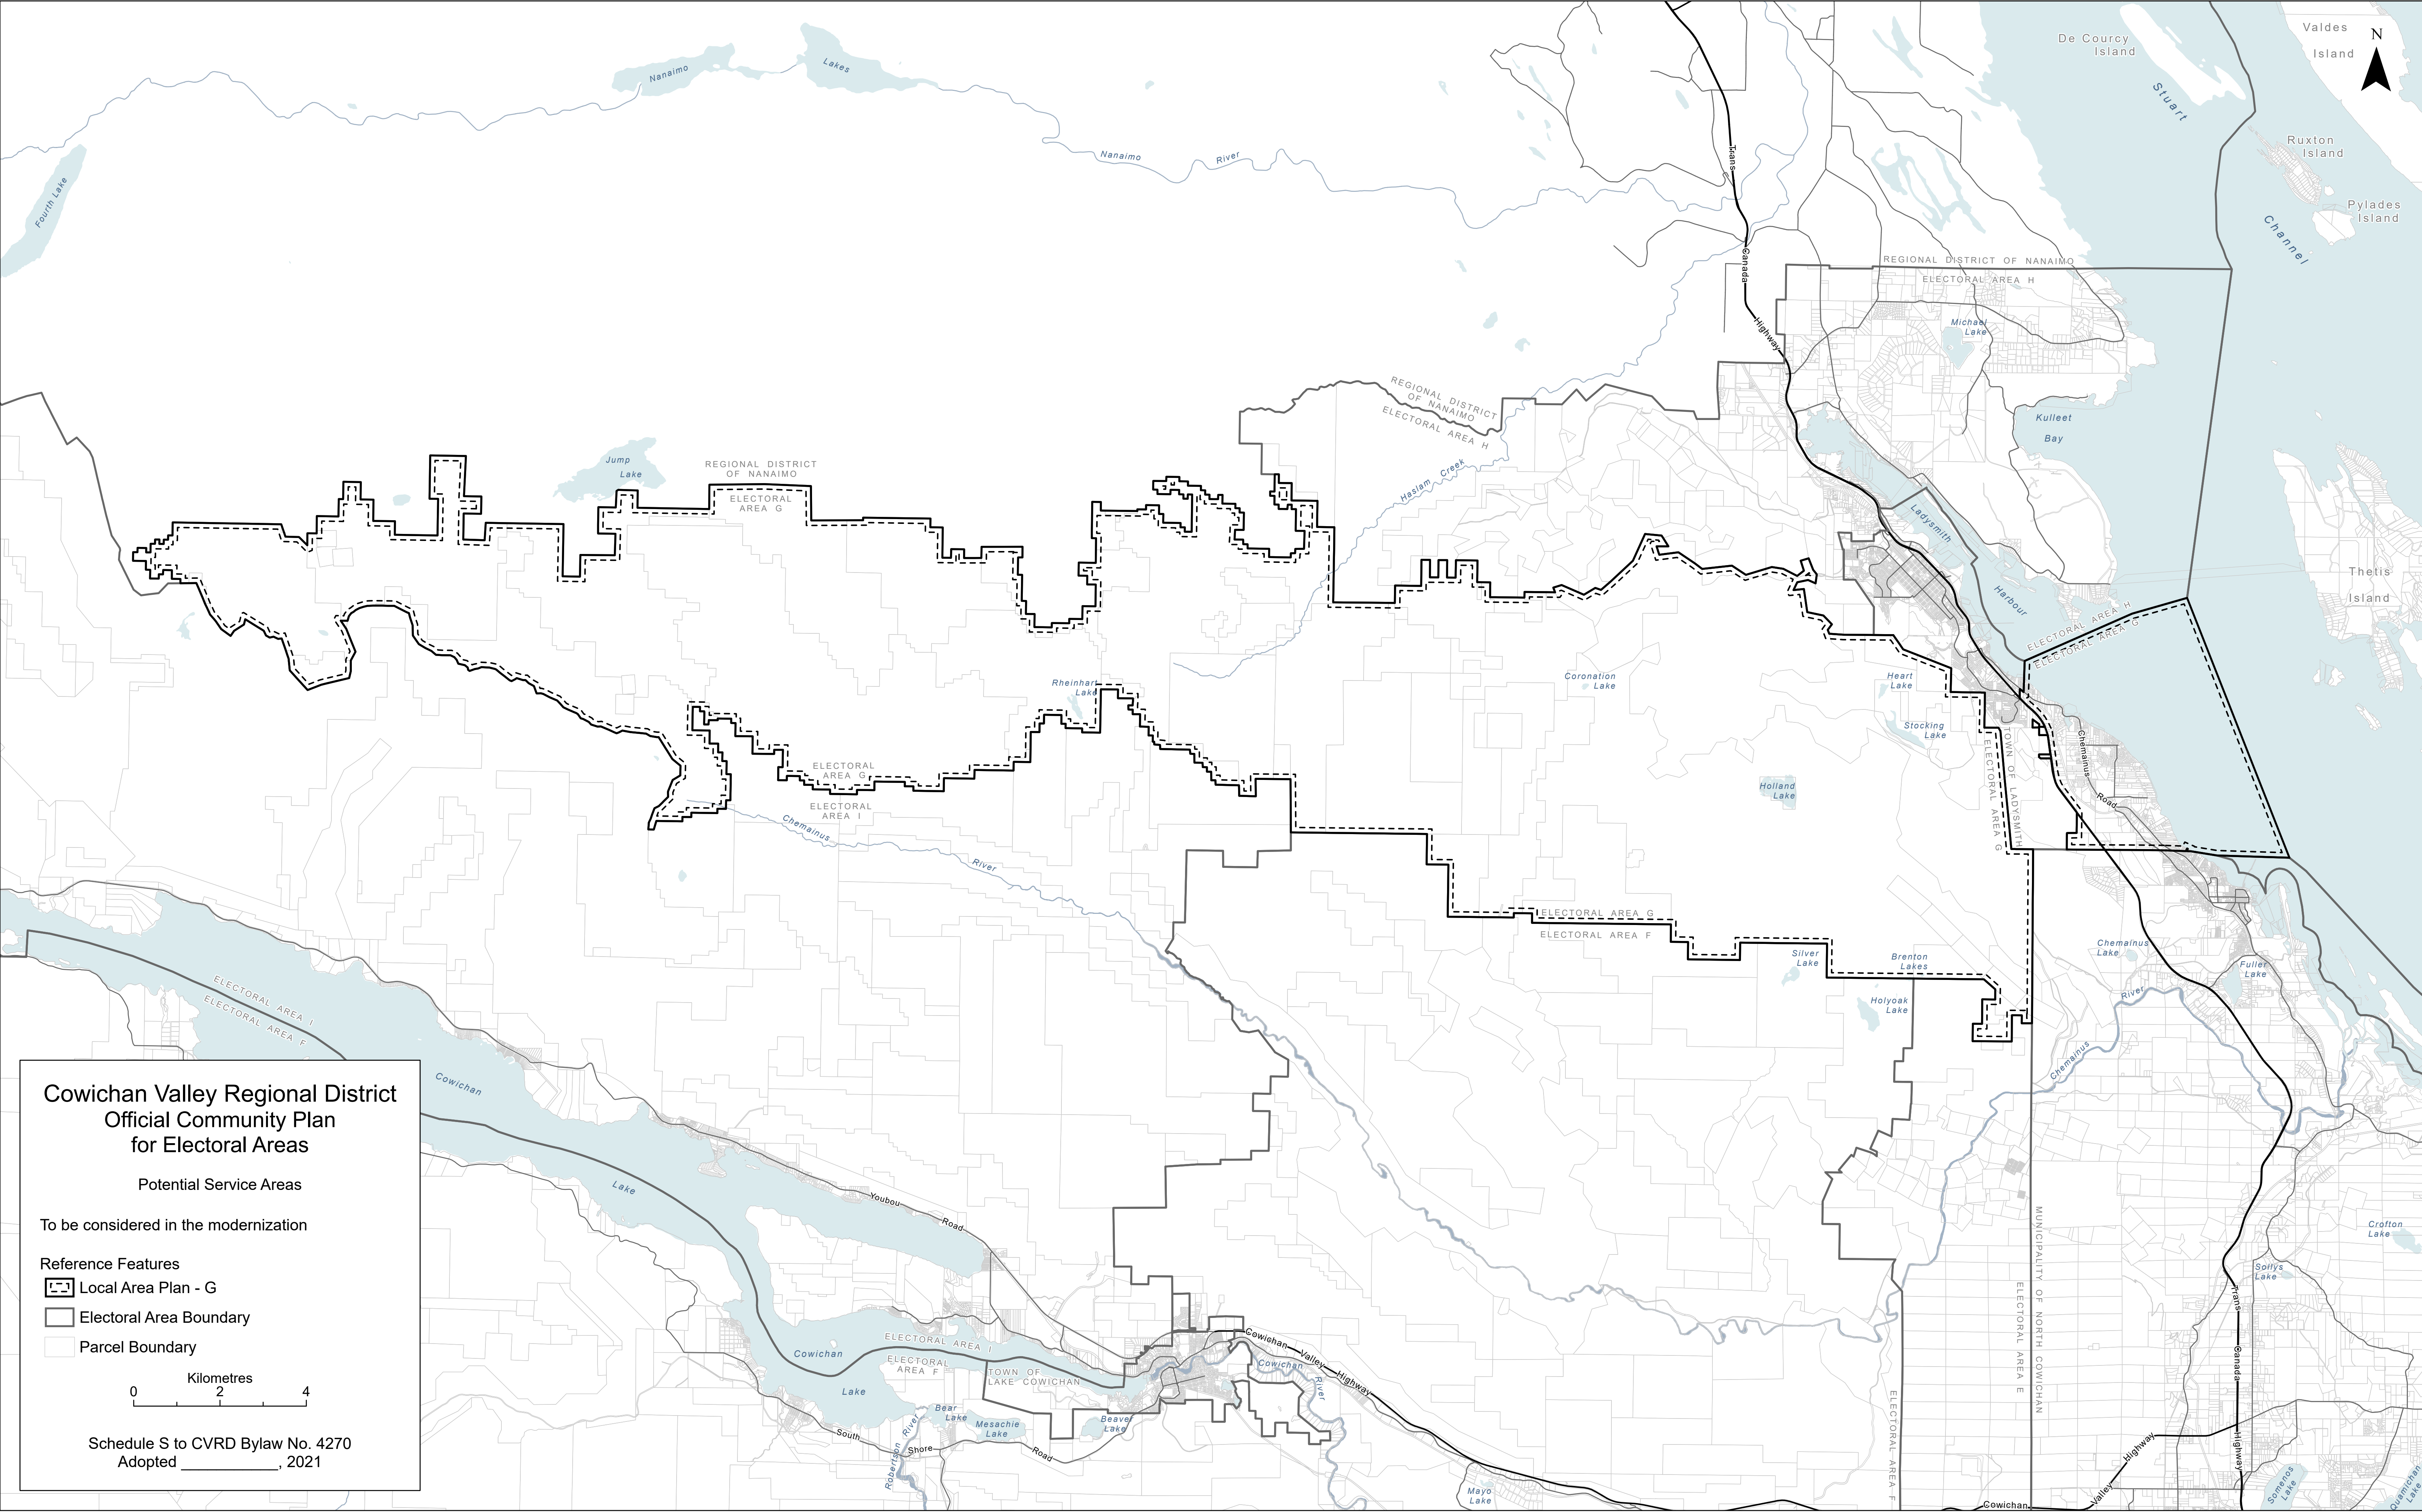 Valdes
Island
N
De Courcy
Island
Stuart
Channel
Ruxton
Island
Pylades
Island
Nanaimo
Lakes
Nanaimo
River
Fourth Lake
Trans
Canada
Highway
REGIONAL DISTRICT OF NANAIMO
ELECTORAL AREA H
Michael
Lake
REGIONAL DISTRICT
OF NANAIMO
ELECTORAL AREA H
Kulleet
Bay
Haslam Creek
Jump
Lake
REGIONAL DISTRICT
OF NANAIMO
ELECTORAL
AREA G
Ladysmith
Harbour
Thetis
Island
ELECTORAL AREA H
ELECTORAL AREA G
Rheinhart
Lake
Coronation
Lake
Heart
Lake
Stocking
Lake
Holland
Lake
ELECTORAL AREA G
TOWN OF LADYSMITH
Chemainus
Road
ELECTORAL
AREA G
ELECTORAL
AREA I
Chemainus
River
ELECTORAL AREA G
ELECTORAL AREA F
Silver
Lake
Brenton
Lakes
Holyoak
Lake
Chemainus
Lake
Fuller
Lake
River
Chemainus
ELECTORAL AREA I
ELECTORAL AREA F
Cowichan
Lake
Youbou
Road
Cowichan Valley Regional District
Official Community Plan
for Electoral Areas
Potential Service Areas
To be considered in the modernization
Reference Features
Local Area Plan - G
Electoral Area Boundary
Parcel Boundary
Kilometres
0 2 4
Schedule S to CVRD Bylaw No. 4270
Adopted ____________, 2021
Crofton
Lake
Sollys
Lake
MUNICIPALITY OF NORTH COWICHAN
ELECTORAL AREA E
ELECTORAL AREA F
Trans
Canada
Highway
ELECTORAL AREA I
ELECTORAL
AREA F
Cowichan
Lake
TOWN OF
LAKE COWICHAN
Cowichan
Valley
Highway
Cowichan
River
Bear
Lake
Mesachie
Lake
Beaver
Lake
Robertson River
South
Shore
Road
Mayo
Lake
Cowichan
Valley
Highway
Somenos
Lake
Quamichan
Lake